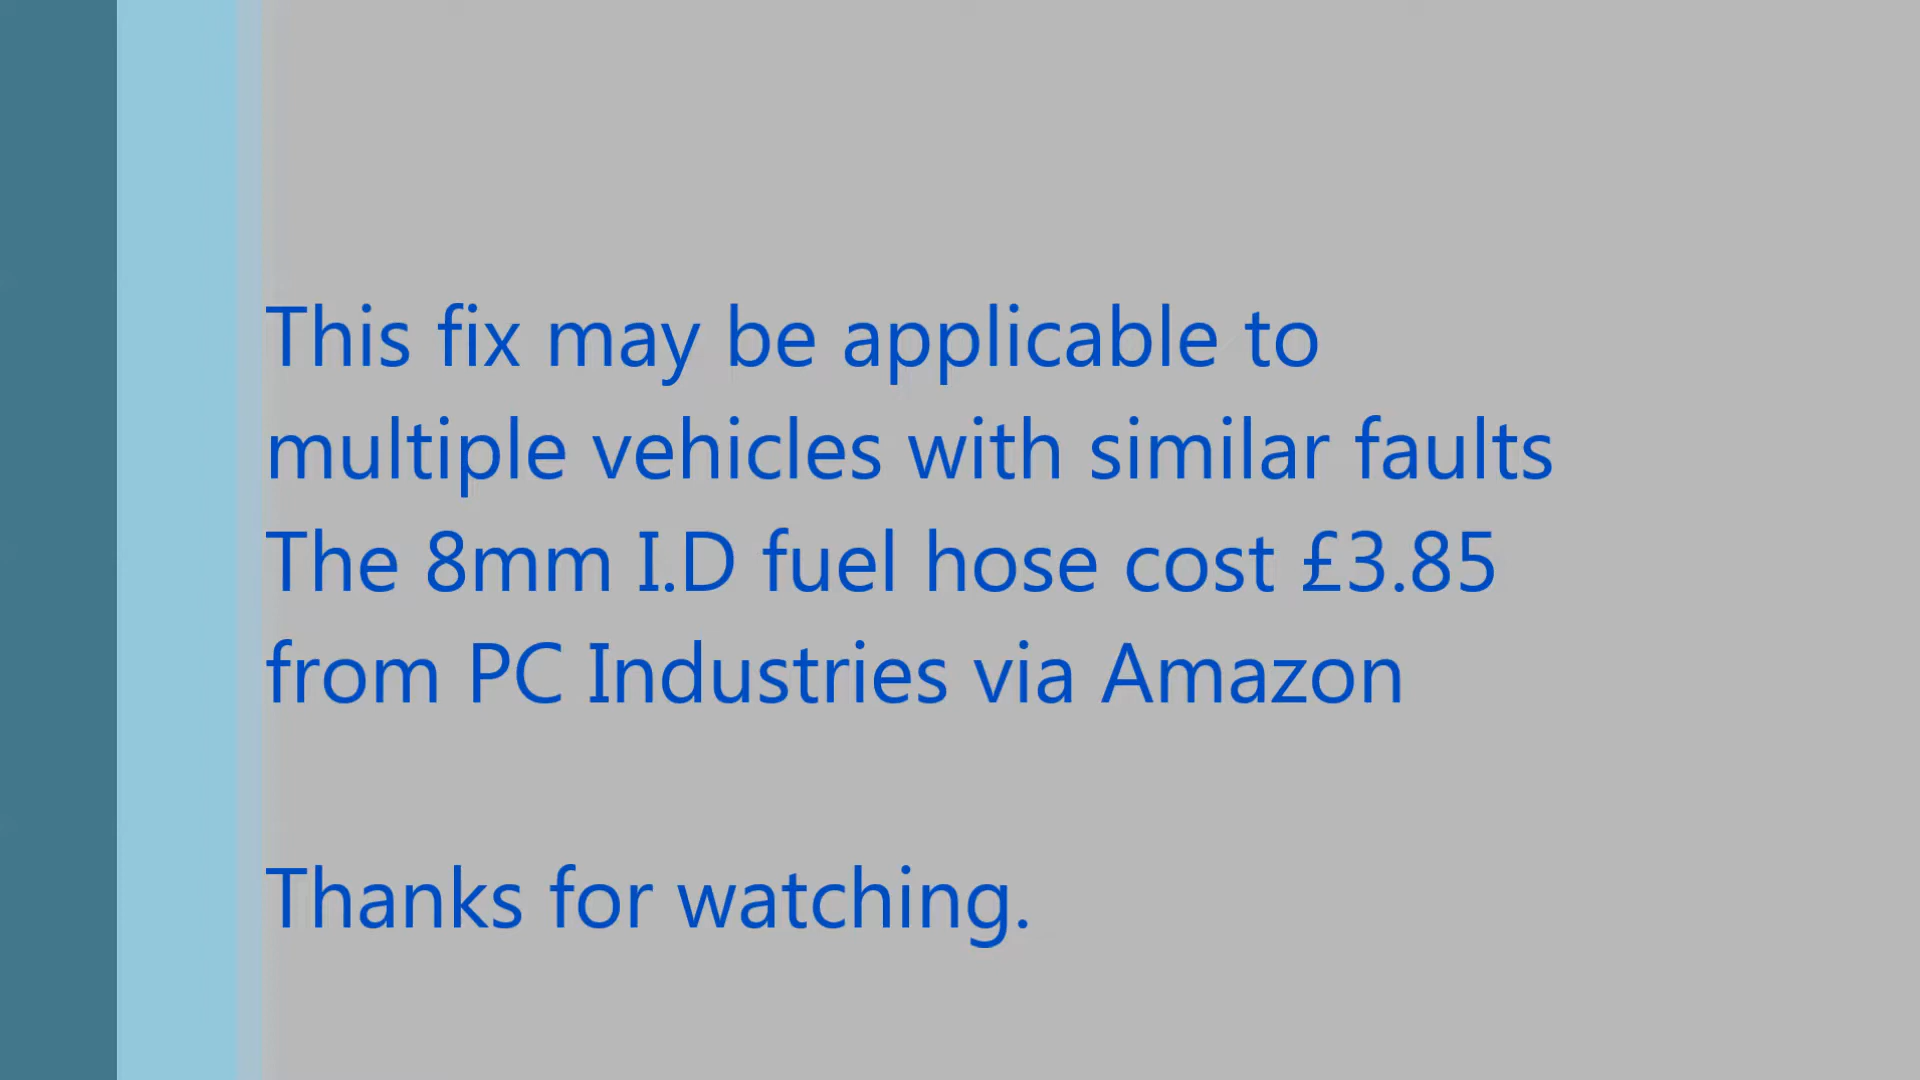 This fix may be applicable to
multiple vehicles with similar faults
The 8mm I.D fuel hose cost £3.85
from PC Industries via Amazon
Thanks for watching.